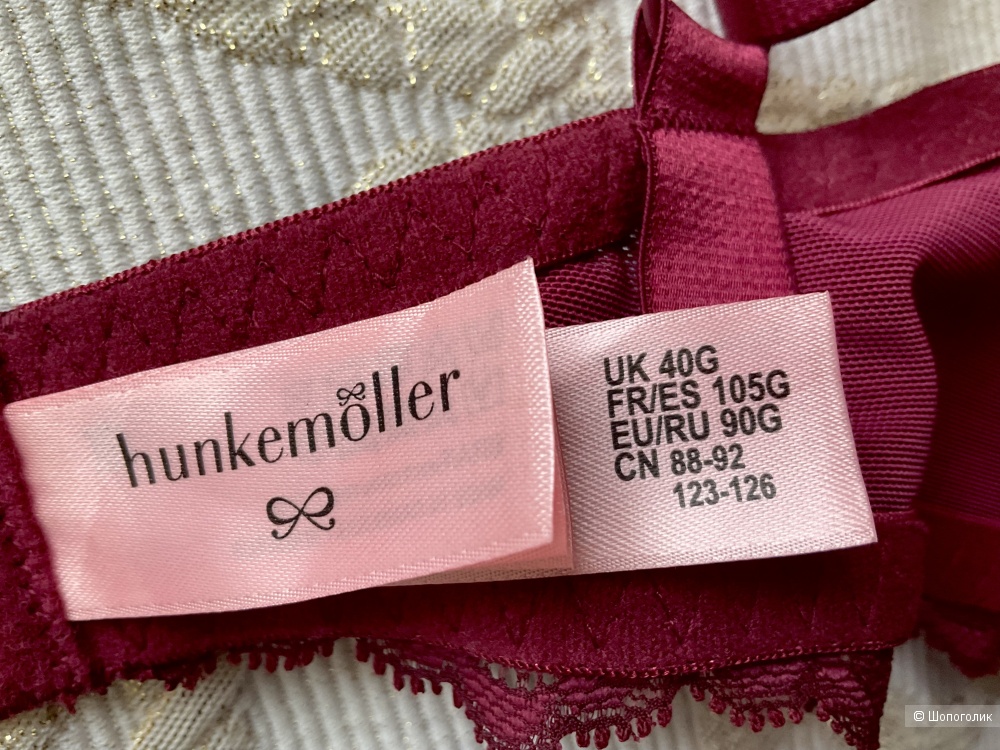 hunkemöller
UK 40G
FR/ES 105G
EU/RU 90G
CN 88-92
123-126
© Шопоголик